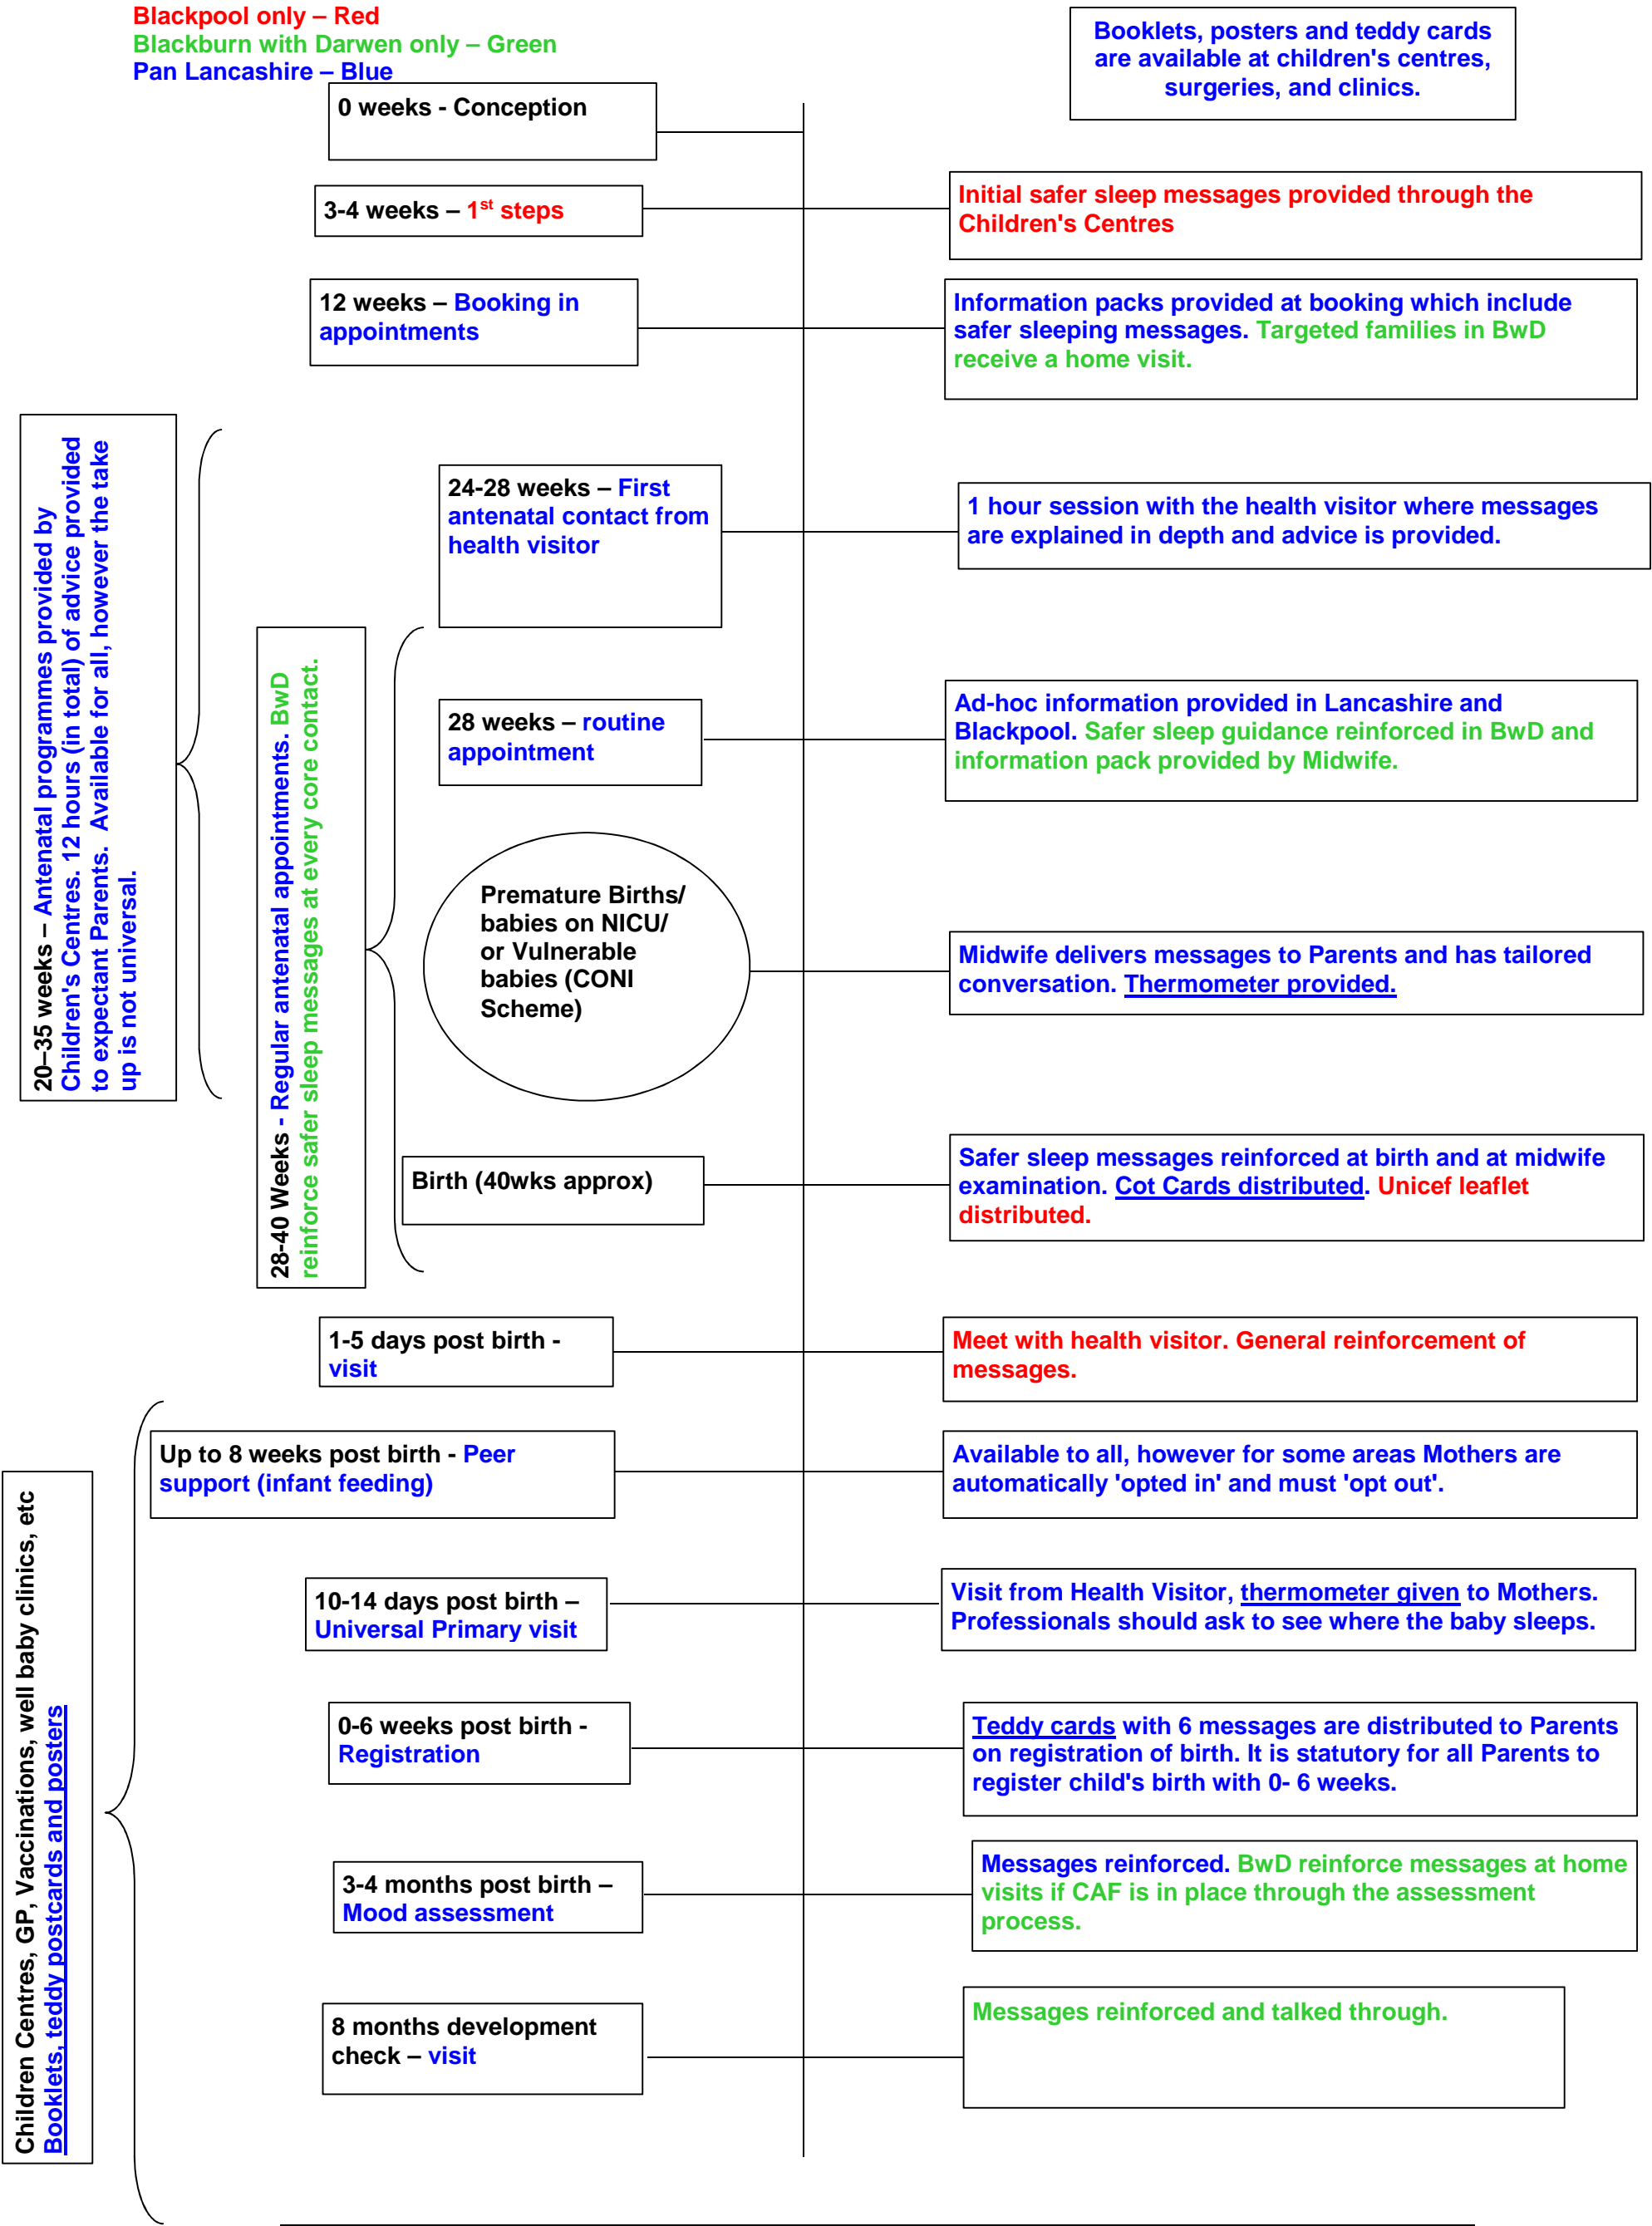 Blackpool only – Red
Blackburn with Darwen only – Green
Pan Lancashire – Blue
Booklets, posters and teddy cards
are available at children's centres,
surgeries, and clinics.
0 weeks - Conception
3-4 weeks – 1st steps
Initial safer sleep messages provided through the
Children's Centres
12 weeks – Booking in
appointments
Information packs provided at booking which include
safer sleeping messages. Targeted families in BwD
receive a home visit.
20–35 weeks – Antenatal programmes provided by
Children's Centres. 12 hours (in total) of advice provided
to expectant Parents.  Available for all, however the take
up is not universal.
24-28 weeks – First
antenatal contact from
health visitor
1 hour session with the health visitor where messages
are explained in depth and advice is provided.
28-40 Weeks - Regular antenatal appointments. BwD
reinforce safer sleep messages at every core contact.
28 weeks – routine
appointment
Ad-hoc information provided in Lancashire and
Blackpool. Safer sleep guidance reinforced in BwD and
information pack provided by Midwife.
Premature Births/
babies on NICU/
or Vulnerable
babies (CONI
Scheme)
Midwife delivers messages to Parents and has tailored
conversation. Thermometer provided.
Birth (40wks approx)
Safer sleep messages reinforced at birth and at midwife
examination. Cot Cards distributed. Unicef leaflet
distributed.
1-5 days post birth -
visit
Meet with health visitor. General reinforcement of
messages.
Children Centres, GP, Vaccinations, well baby clinics, etc
Booklets, teddy postcards and posters
Up to 8 weeks post birth - Peer
support (infant feeding)
Available to all, however for some areas Mothers are
automatically 'opted in' and must 'opt out'.
10-14 days post birth –
Universal Primary visit
Visit from Health Visitor, thermometer given to Mothers.
Professionals should ask to see where the baby sleeps.
0-6 weeks post birth -
Registration
Teddy cards with 6 messages are distributed to Parents
on registration of birth. It is statutory for all Parents to
register child's birth with 0- 6 weeks.
3-4 months post birth –
Mood assessment
Messages reinforced. BwD reinforce messages at home
visits if CAF is in place through the assessment
process.
8 months development
check – visit
Messages reinforced and talked through.